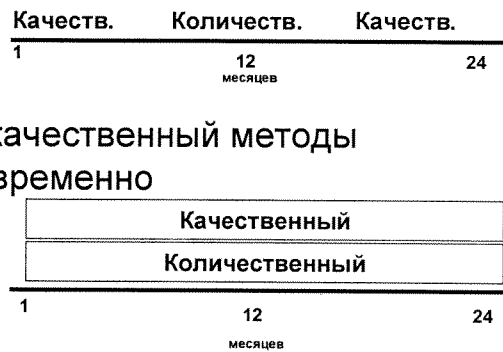 Качеств. Количеств. Качеств.
1 12 24
месяцев
качественный методы
временно
Качественный
Количественный
1 12 24
месяцев